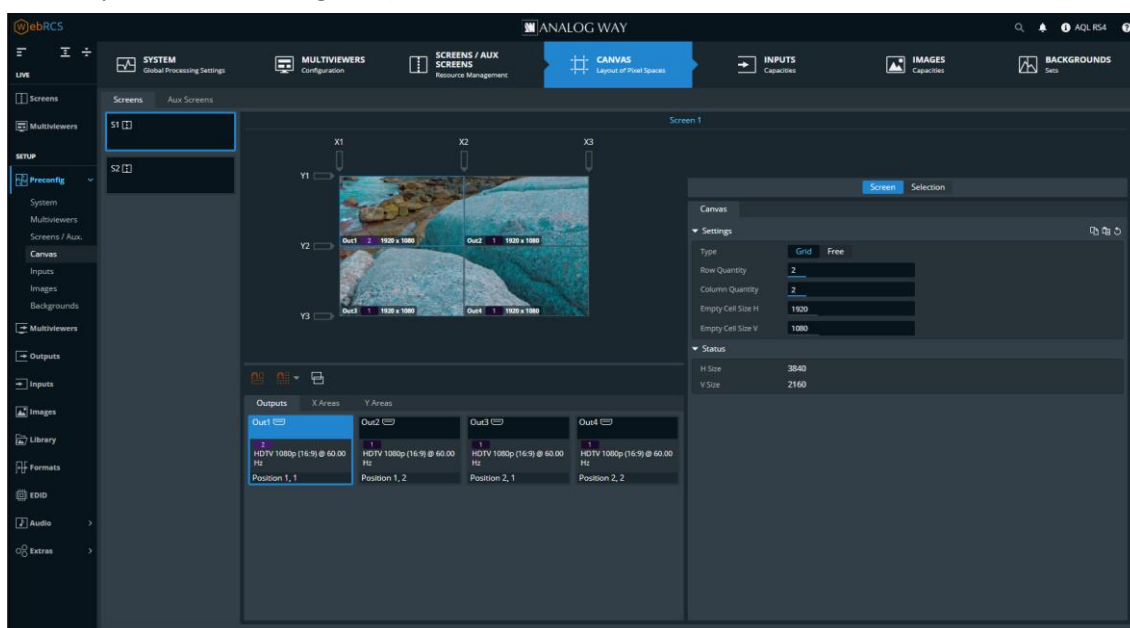 WebRCS
ANALOG WAY
AQL RS4
LIVE
SYSTEM
Global Processing Settings
MULTIVIEWERS
Configuration
SCREENS / AUX
SCREENS
Resource Management
CANVAS
Layout of Pixel Spaces
INPUTS
Capacities
IMAGES
Capacities
BACKGROUNDS
Sets
Screens
Multiviewers
SETUP
Preconfig
System
Multiviewers
Screens / Aux.
Canvas
Inputs
Images
Backgrounds
Multiviewers
Outputs
Inputs
Images
Library
Formats
EDID
Audio
Extras
Screens Aux Screens
S1
S2
Screen 1
X1 X2 X3
Y1
Y2
Y3
Out1 2 1920 x 1080
Out2 1 1920 x 1080
Out3 1 1920 x 1080
Out4 1 1920 x 1080
Outputs X Areas Y Areas
Out1
2
HDTV 1080p (16:9) @ 60.00
Hz
Position 1, 1
Out2
1
HDTV 1080p (16:9) @ 60.00
Hz
Position 1, 2
Out3
1
HDTV 1080p (16:9) @ 60.00
Hz
Position 2, 1
Out4
1
HDTV 1080p (16:9) @ 60.00
Hz
Position 2, 2
Screen Selection
Canvas
Settings
Type Grid Free
Row Quantity 2
Column Quantity 2
Empty Cell Size H 1920
Empty Cell Size V 1080
Status
H Size 3840
V Size 2160